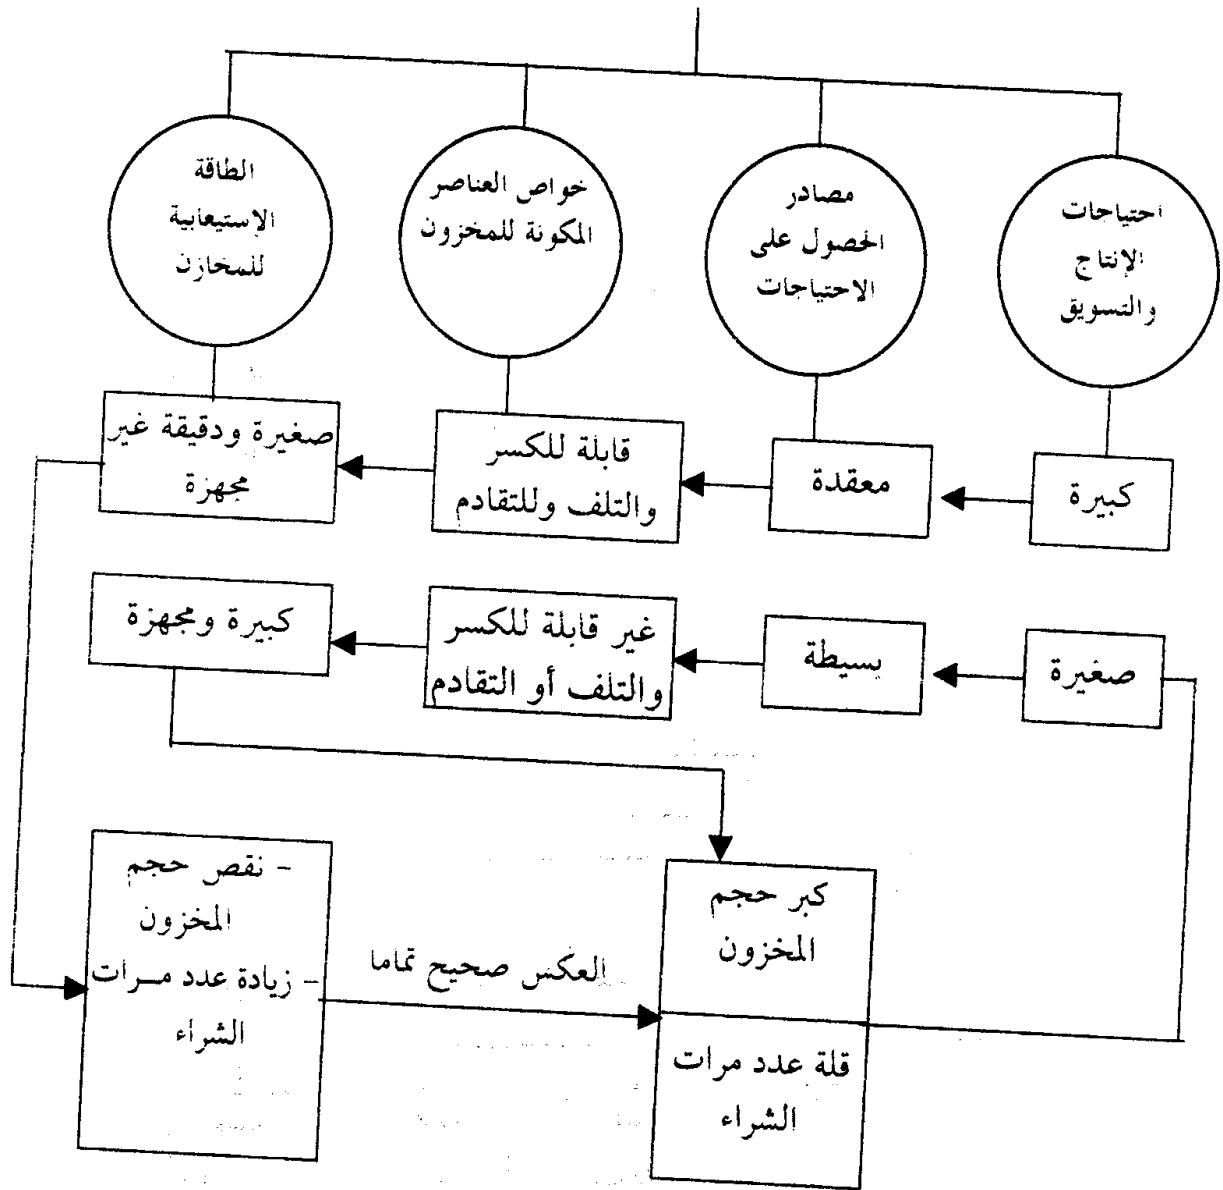 احتياجات
الإنتاج
والتسويق
مصادر
الحصول على
الاحتياجات
خواص العناصر
المكونة للمخزون
الطاقة
الإستيعابية
للمخازن
كبيرة
معقدة
قابلة للكسر
والتلف وللتقادم
صغيرة ودقيقة غير
مجهزة
صغيرة
بسيطة
غير قابلة للكسر
والتلف أو التقادم
كبيرة ومجهزة
كبر حجم
المخزون
قلة عدد مرات
الشراء
العكس صحيح تماما
- نقص حجم
المخزون
- زيادة عدد مرات
الشراء